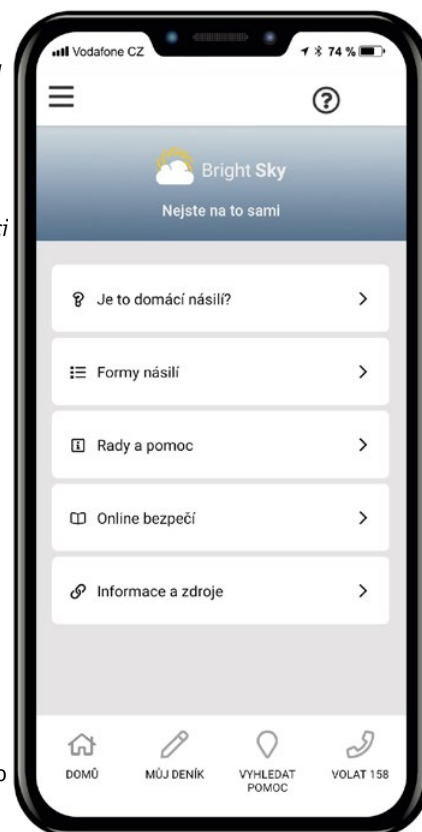 Vodafone CZ 74 %
Bright Sky
Nejste na to sami
Je to domácí násilí?
Formy násilí
Rady a pomoc
Online bezpečí
Informace a zdroje
DOMŮ MŮJ DENÍK VYHLEDAT POMOC VOLAT 158